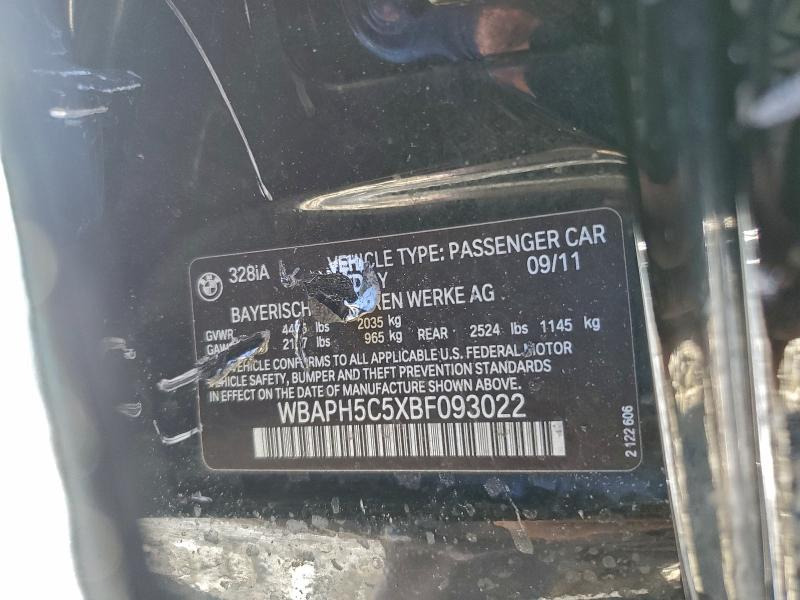 328iA VEHICLE TYPE: PASSENGER CAR
09/11
BAYERISCH WERKE AG
GVWR lbs 2035 kg
lbs 965 kg REAR 2524 lbs 1145 kg
VEHICLE CONFORMS TO ALL APPLICABLE U.S. FEDERAL MOTOR
VEHICLE SAFETY, BUMPER AND THEFT PREVENTION STANDARDS
IN EFFECT ON THE DATE OF MANUFACTURE SHOWN ABOVE.
WBAPH5C5XBF093022
2 122 606